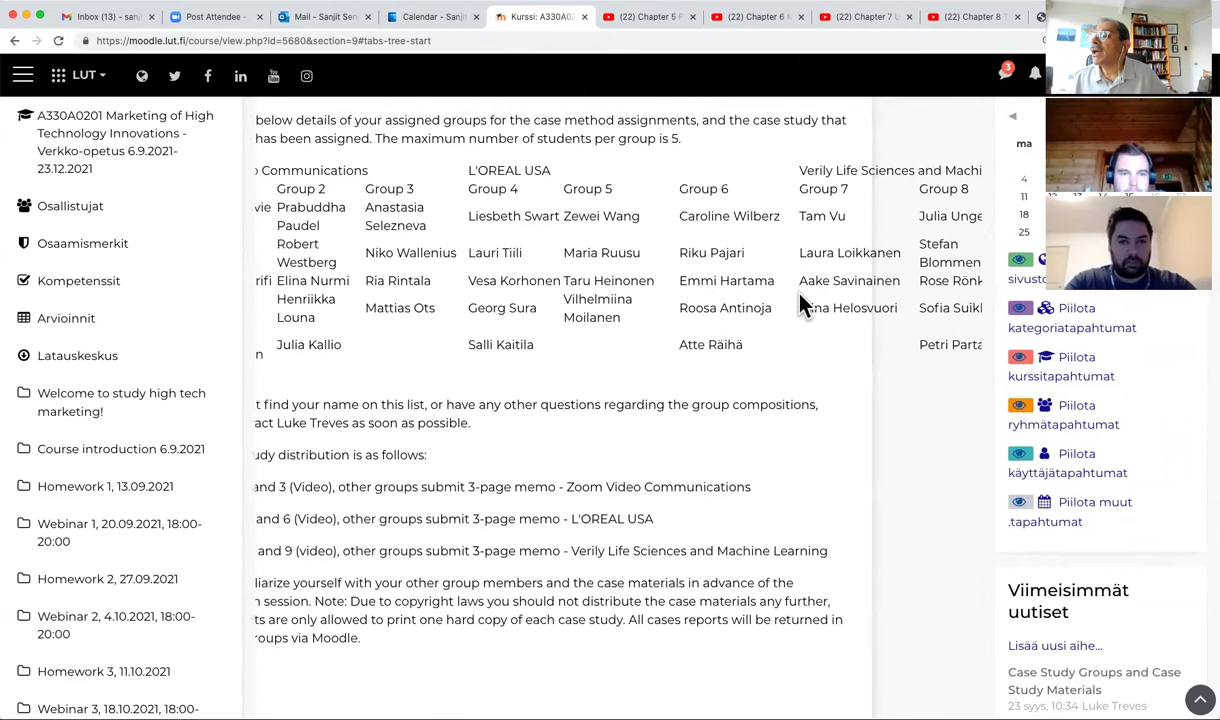 Inbox (13) - sanj
Post Attendee -
Mail - Sanjit Sen
Calendar - Sanjit
Kurssi: A330A02
(22) Chapter 5 P
(22) Chapter 6 M
(22) Chapter 7 U
(22) Chapter 8 T
https://moodle.lut.fi/course/view.php?id=5680&section=9#tabs-tree-start
LUT
3
A330A0201 Marketing of High
Technology Innovations -
Verkko-opetus 6.9.2021-
23.12.2021
Osallistujat
Osaamismerkit
Kompetenssit
Arvioinnit
Latauskeskus
Welcome to study high tech
marketing!
Course introduction 6.9.2021
Homework 1, 13.09.2021
Webinar 1, 20.09.2021, 18:00-
20:00
Homework 2, 27.09.2021
Webinar 2, 4.10.2021, 18:00-
20:00
Homework 3, 11.10.2021
Webinar 3, 18.10.2021, 18:00-
below details of your assigned groups for the case method assignments, and the case study that
has been assigned. The maximum number of students per group is 5.
Communications L'OREAL USA Verily Life Sciences and Machi
Group 2 Group 3 Group 4 Group 5 Group 6 Group 7 Group 8
vie Prabuddha Paudel Anastasia Selezneva Liesbeth Swart Zewei Wang Caroline Wilberz Tam Vu Julia Unge
Robert Westberg Niko Wallenius Lauri Tiili Maria Ruusu Riku Pajari Laura Loikkanen Stefan Blommen
rifi Elina Nurmi Ria Rintala Vesa Korhonen Taru Heinonen Emmi Hartama Aake Savinainen Rose Rönk
Henriikka Louna Mattias Ots Georg Sura Vilhelmiina Moilanen Roosa Antinoja na Helosvuori Sofia Suikl
n Julia Kallio Salli Kaitila Atte Räihä Petri Parta
t find your name on this list, or have any other questions regarding the group compositions,
act Luke Treves as soon as possible.
udy distribution is as follows:
and 3 (Video), other groups submit 3-page memo - Zoom Video Communications
and 6 (Video), other groups submit 3-page memo - L'OREAL USA
and 9 (video), other groups submit 3-page memo - Verily Life Sciences and Machine Learning
liarize yourself with your other group members and the case materials in advance of the
n session. Note: Due to copyright laws you should not distribute the case materials any further,
ts are only allowed to print one hard copy of each case study. All cases reports will be returned in
roups via Moodle.
ma
4
11
18
25
sivusto
Piilota
kategoriatapahtumat
Piilota
kurssitapahtumat
Piilota
ryhmätapahtumat
Piilota
käyttäjätapahtumat
Piilota muut
.tapahtumat
Viimeisimmät
uutiset
Lisää uusi aihe...
Case Study Groups and Case
Study Materials
23 syys, 10:34 Luke Treves